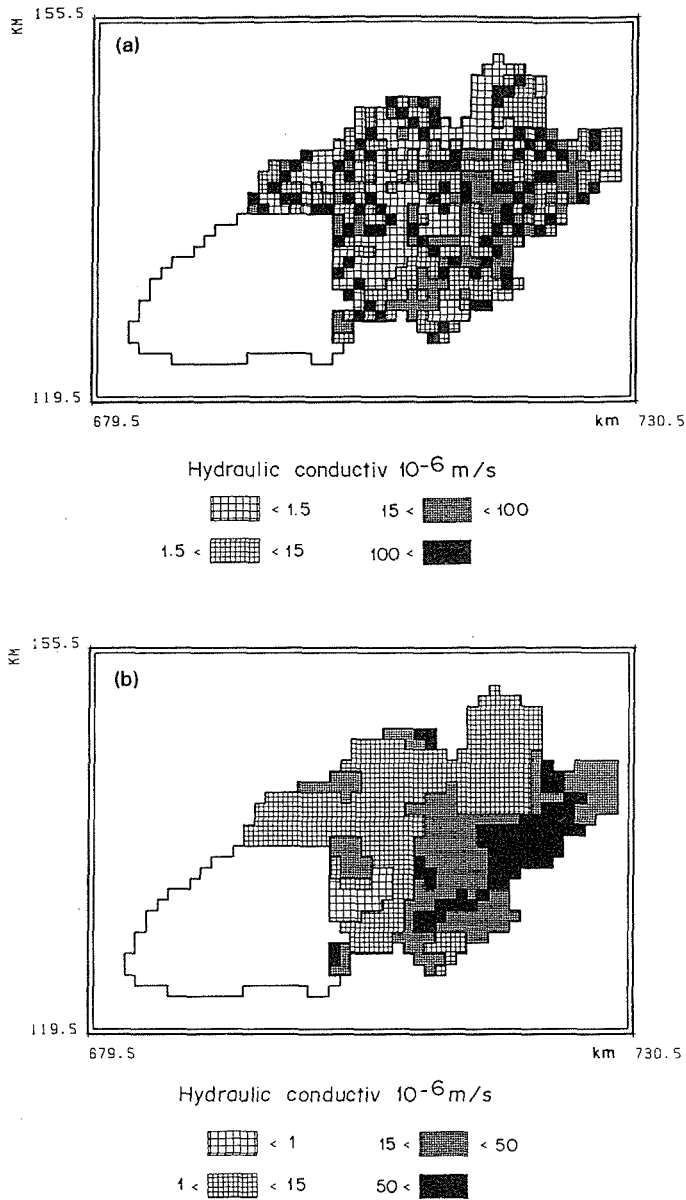 KM 155.5
(a)
119.5
679.5 km 730.5
Hydraulic conductiv 10-6 m/s
< 1.5 15 < < 100
1.5 < < 15 100 <
KM 155.5
(b)
119.5
679.5 km 730.5
Hydraulic conductiv 10-6 m/s
< 1 15 < < 50
1 < < 15 50 <